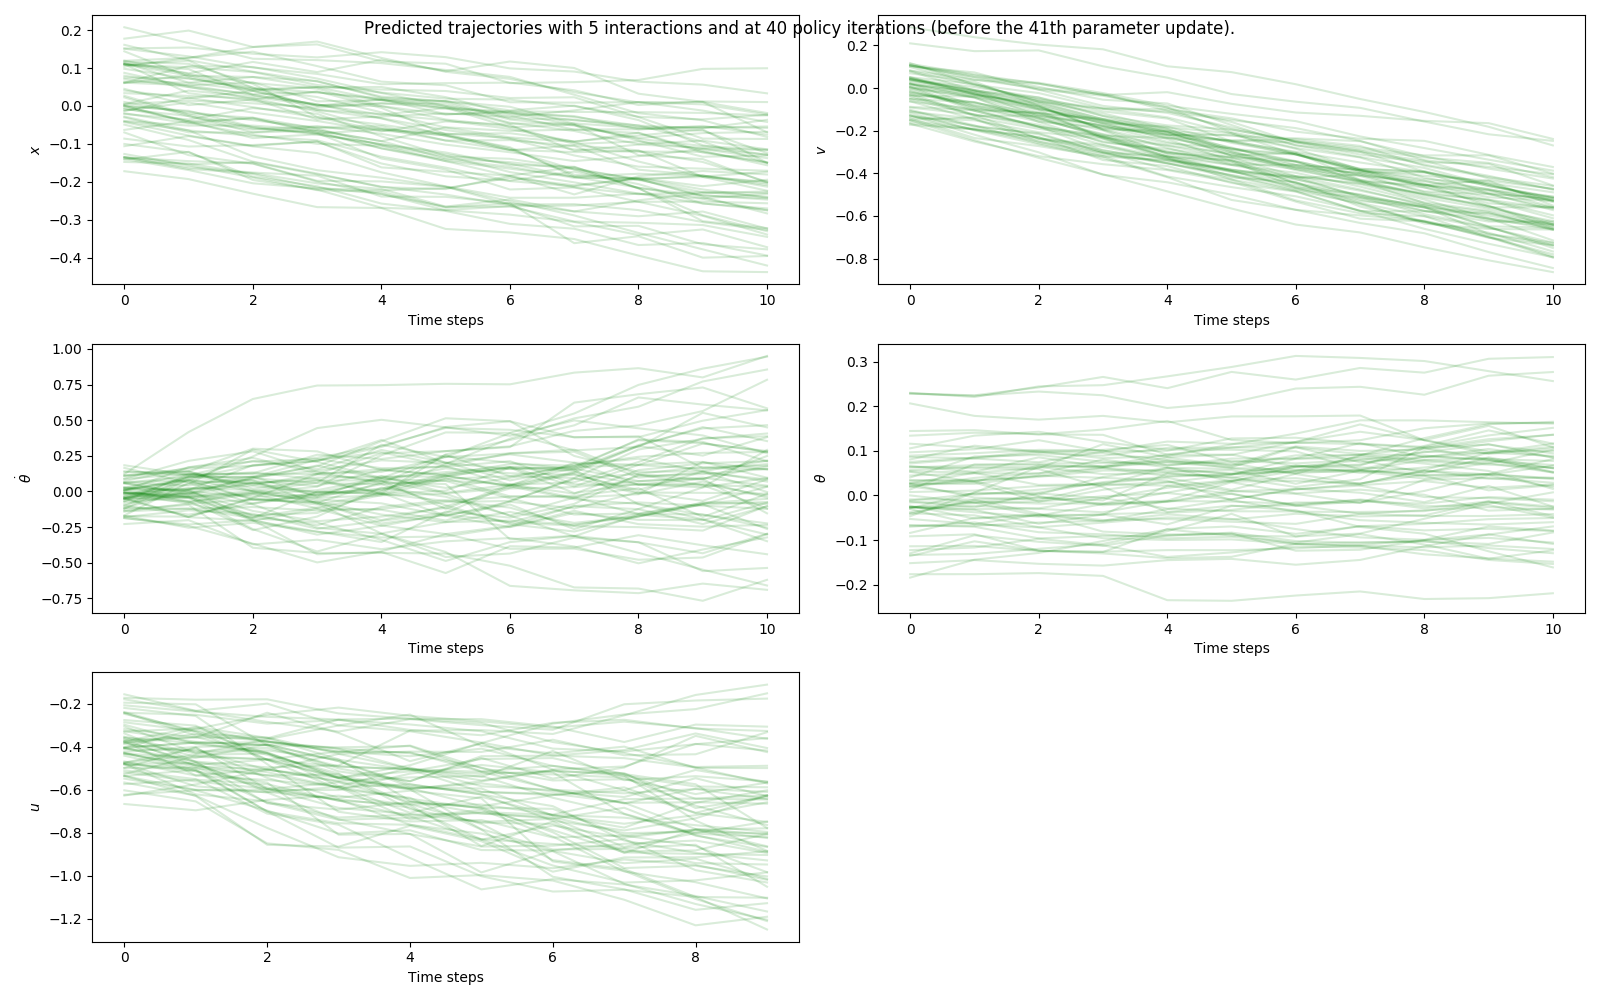 Predicted trajectories with 5 interactions and at 40 policy iterations (before the 41th parameter update).
0.2
0.1
0.0
−0.1
−0.2
−0.3
−0.4
x
0 2 4 6 8 10
Time steps
0.2
0.0
−0.2
−0.4
−0.6
−0.8
v
0 2 4 6 8 10
Time steps
1.00
0.75
0.50
0.25
0.00
−0.25
−0.50
−0.75
θ̇
0 2 4 6 8 10
Time steps
0.3
0.2
0.1
0.0
−0.1
−0.2
θ
0 2 4 6 8 10
Time steps
−0.2
−0.4
−0.6
−0.8
−1.0
−1.2
u
0 2 4 6 8
Time steps